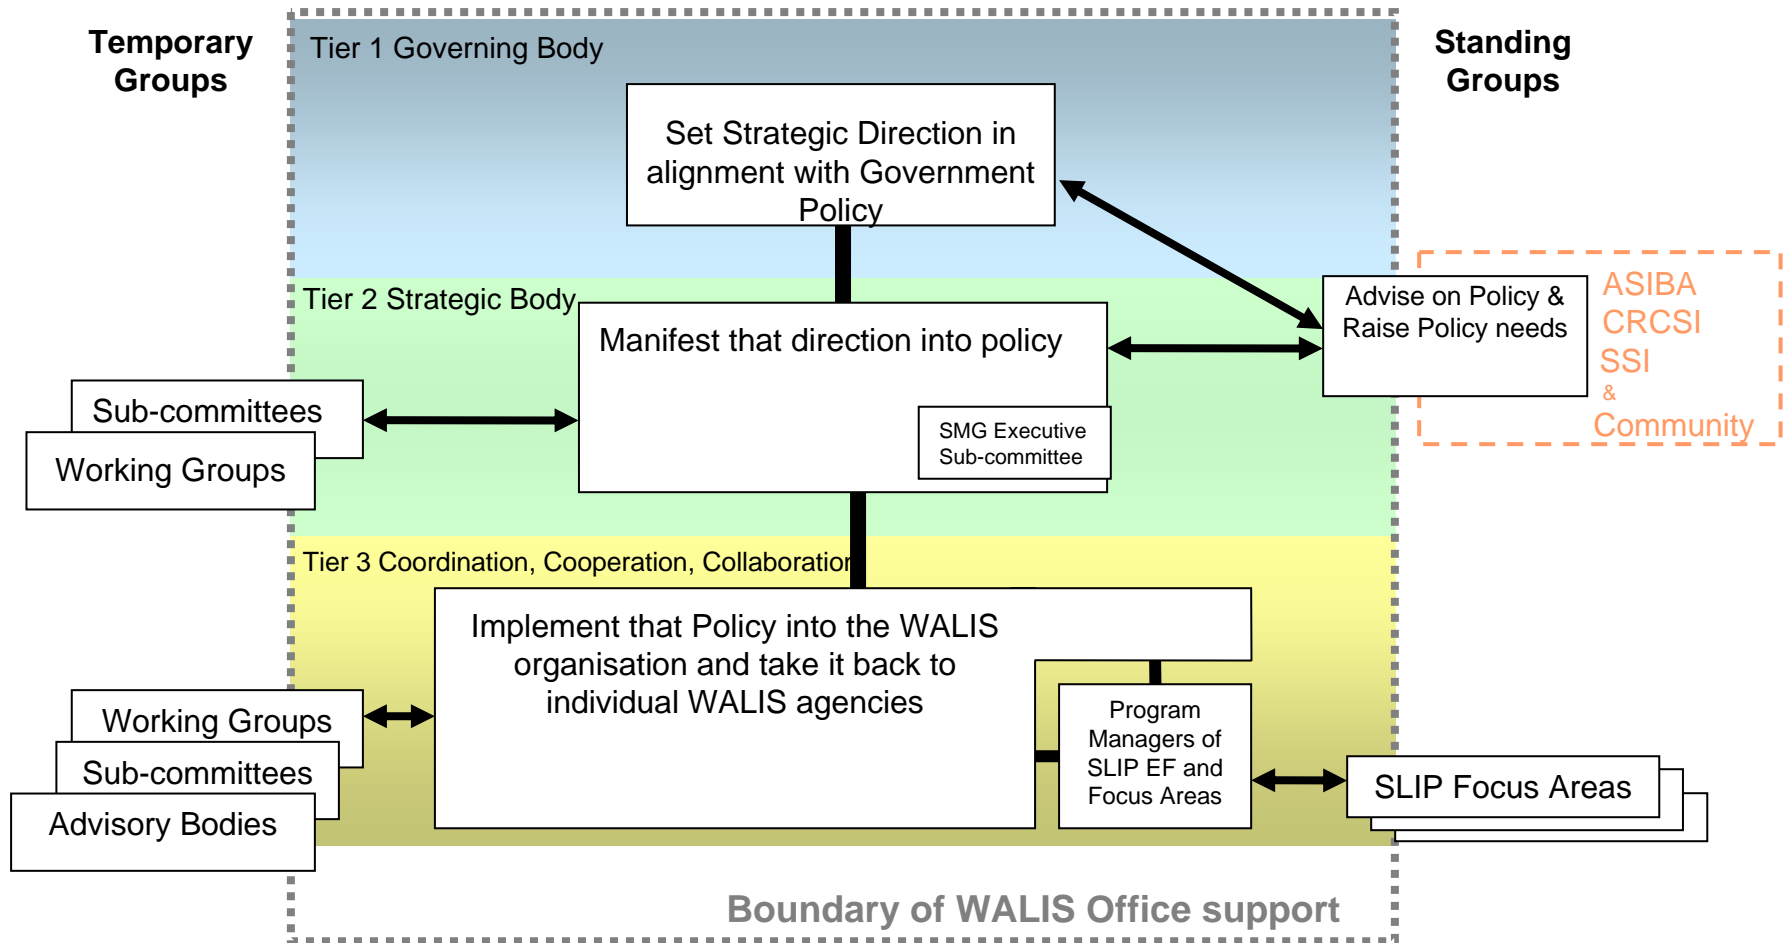 Temporary
Groups
Tier 1 Governing Body
Standing
Groups
Set Strategic Direction in
alignment with Government
Policy
Tier 2 Strategic Body
Manifest that direction into policy
Advise on Policy &
Raise Policy needs
ASIBA
CRCSI
SSI
&
Community
Sub-committees
Working Groups
SMG Executive
Sub-committee
Tier 3 Coordination, Cooperation, Collaboration
Implement that Policy into the WALIS
organisation and take it back to
individual WALIS agencies
Working Groups
Sub-committees
Advisory Bodies
Program
Managers of
SLIP EF and
Focus Areas
SLIP Focus Areas
Boundary of WALIS Office support